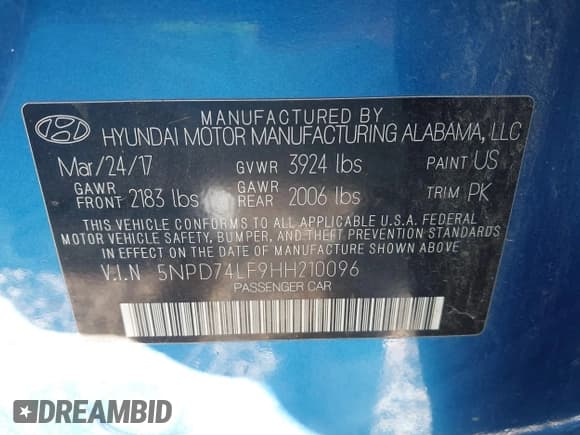 MANUFACTURED BY
HYUNDAI MOTOR MANUFACTURING ALABAMA, LLC
Mar/24/17 GVWR 3924 lbs PAINT US
GAWR FRONT 2183 lbs GAWR REAR 2006 lbs TRIM PK
THIS VEHICLE CONFORMS TO ALL APPLICABLE U.S.A. FEDERAL
MOTOR VEHICLE SAFETY, BUMPER, AND THEFT PREVENTION STANDARDS
IN EFFECT ON THE DATE OF MANUFACTURE SHOWN ABOVE.
V.I.N 5NPD74LF9HH210096
PASSENGER CAR
DREAMBID